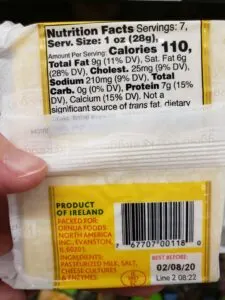 Nutrition Facts Servings: 7,
Serv. Size: 1 oz (28g),
Amount Per Serving: Calories 110,
Total Fat 9g (11% DV), Sat. Fat 6g
(28% DV), Cholest. 25mg (9% DV),
Sodium 210mg (9% DV), Total
Carb. 0g (0% DV), Protein 7g (15%
DV), Calcium (15% DV). Not a
significant source of trans fat, dietary
PRODUCT
OF IRELAND
PACKED FOR:
ORNUA FOODS
NORTH AMERICA
INC., EVANSTON,
IL 60201.
INGREDIENTS:
PASTEURIZED MILK, SALT,
CHEESE CULTURES
& ENZYMES
7 67707 00118 0
BEST BEFORE:
02/08/20
Line 2 08:22